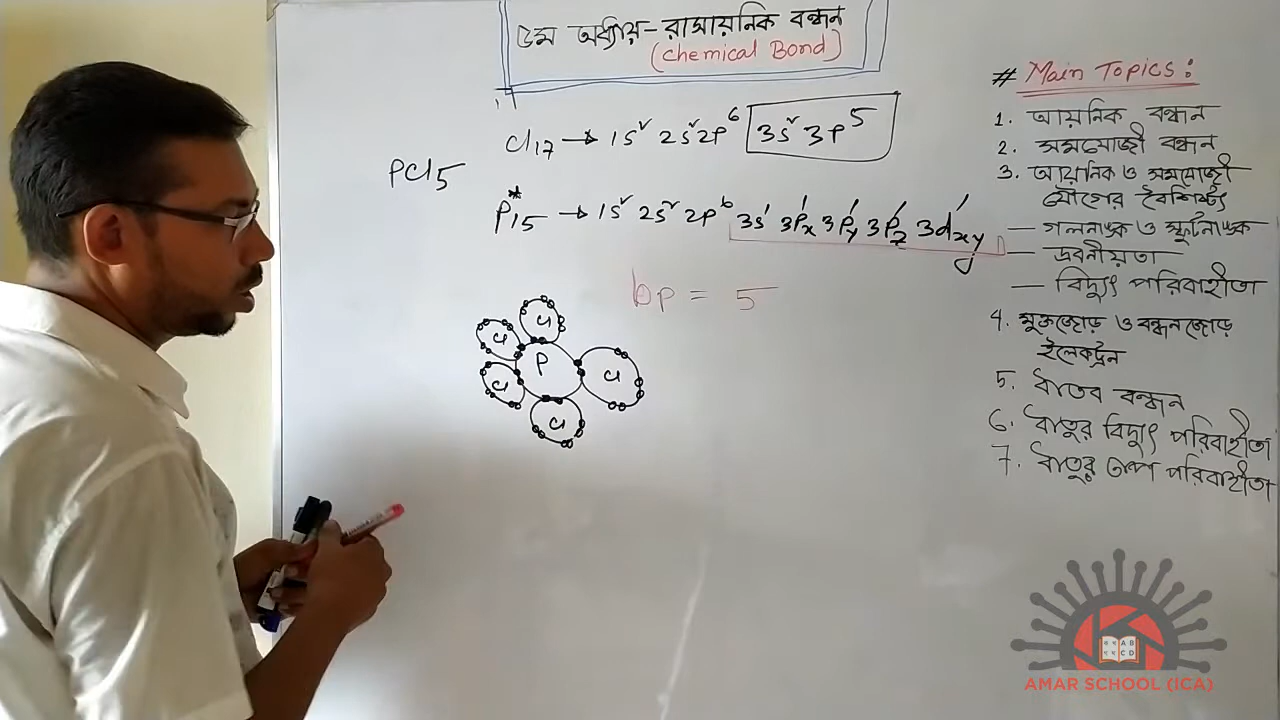 ৫ম অধ্যায় - রাসায়নিক বন্ধন
(Chemical Bond)
Cl17 → 1s² 2s² 2p⁶ 3s² 3p⁵
PCl5
P*15 → 1s² 2s² 2p⁶ 3s¹ 3px¹ 3py¹ 3pz¹ 3dxy¹
bp = 5
Cl
Cl
P
Cl
Cl
Cl
# Main Topics:
1. আয়নিক বন্ধন
2. সমযোজী বন্ধন
3. আয়নিক ও সমযোজী
যৌগের বৈশিষ্ট্য
— গলনাঙ্ক ও স্ফুটনাঙ্ক
— দ্রবনীয়তা
— বিদ্যুৎ পরিবাহীতা
4. মুক্তজোড় ও বন্ধনজোড়
ইলেকট্রন
5. ধাতব বন্ধন
6. ধাতুর বিদ্যুৎ পরিবাহীতা
7. ধাতুর তাপ পরিবাহীতা
AMAR SCHOOL (ICA)